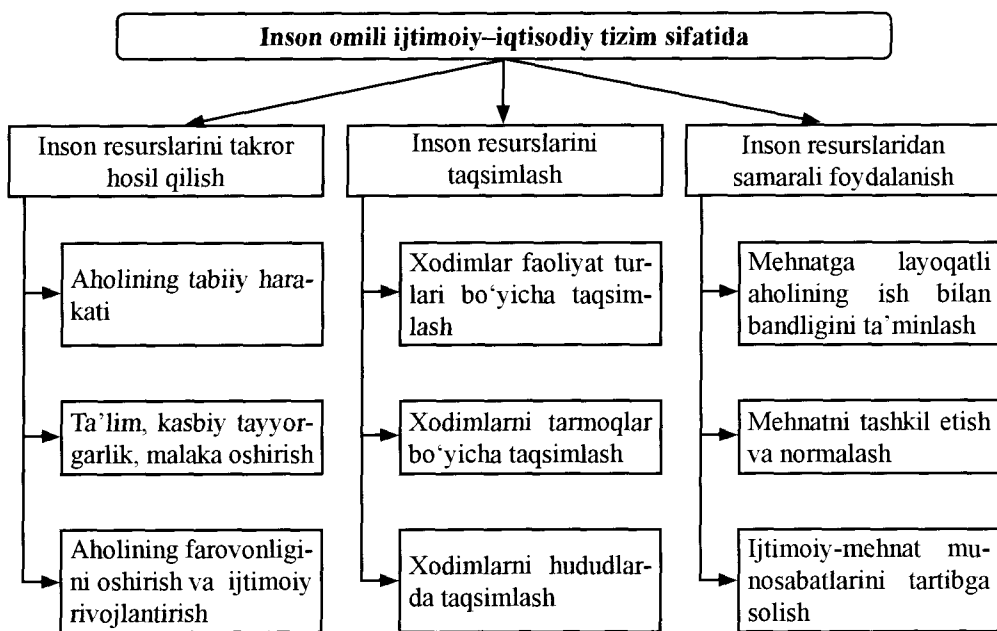 Inson omili ijtimoiy–iqtisodiy tizim sifatida
Inson resurslarini takror
hosil qilish
Inson resurslarini
taqsimlash
Inson resurslaridan
samarali foydalanish
Aholining tabiiy hara-
kati
Xodimlar faoliyat tur-
lari bo‘yicha taqsim-
lash
Mehnatga layoqatli
aholining ish bilan
bandligini ta’minlash
Ta’lim, kasbiy tayyor-
garlik, malaka oshirish
Xodimlarni tarmoqlar
bo‘yicha taqsimlash
Mehnatni tashkil etish
va normalash
Aholining farovonligi-
ni oshirish va ijtimoiy
rivojlantirish
Xodimlarni hududlar-
da taqsimlash
Ijtimoiy-mehnat mu-
nosabatlarini tartibga
solish